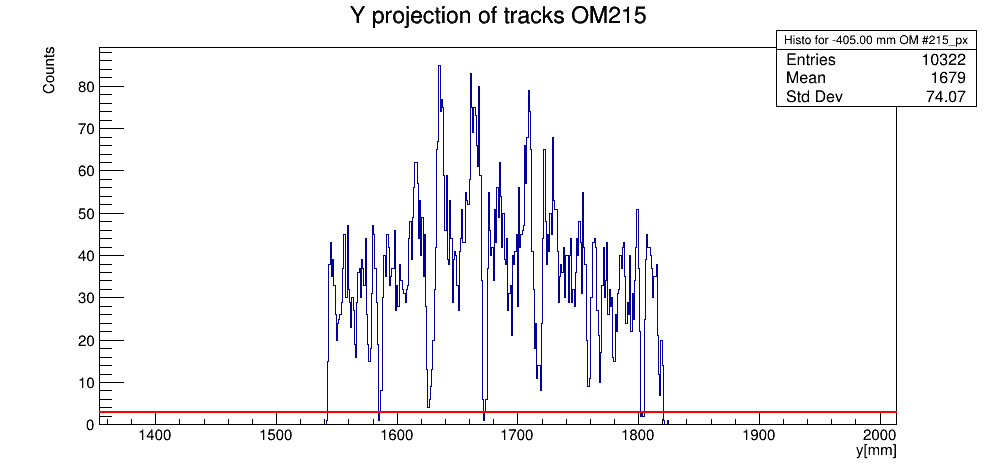 Y projection of tracks OM215
Histo for -405.00 mm OM #215_px
Entries 10322
Mean 1679
Std Dev 74.07
Counts
80
70
60
50
40
30
20
10
0
1400 1500 1600 1700 1800 1900 2000
y[mm]